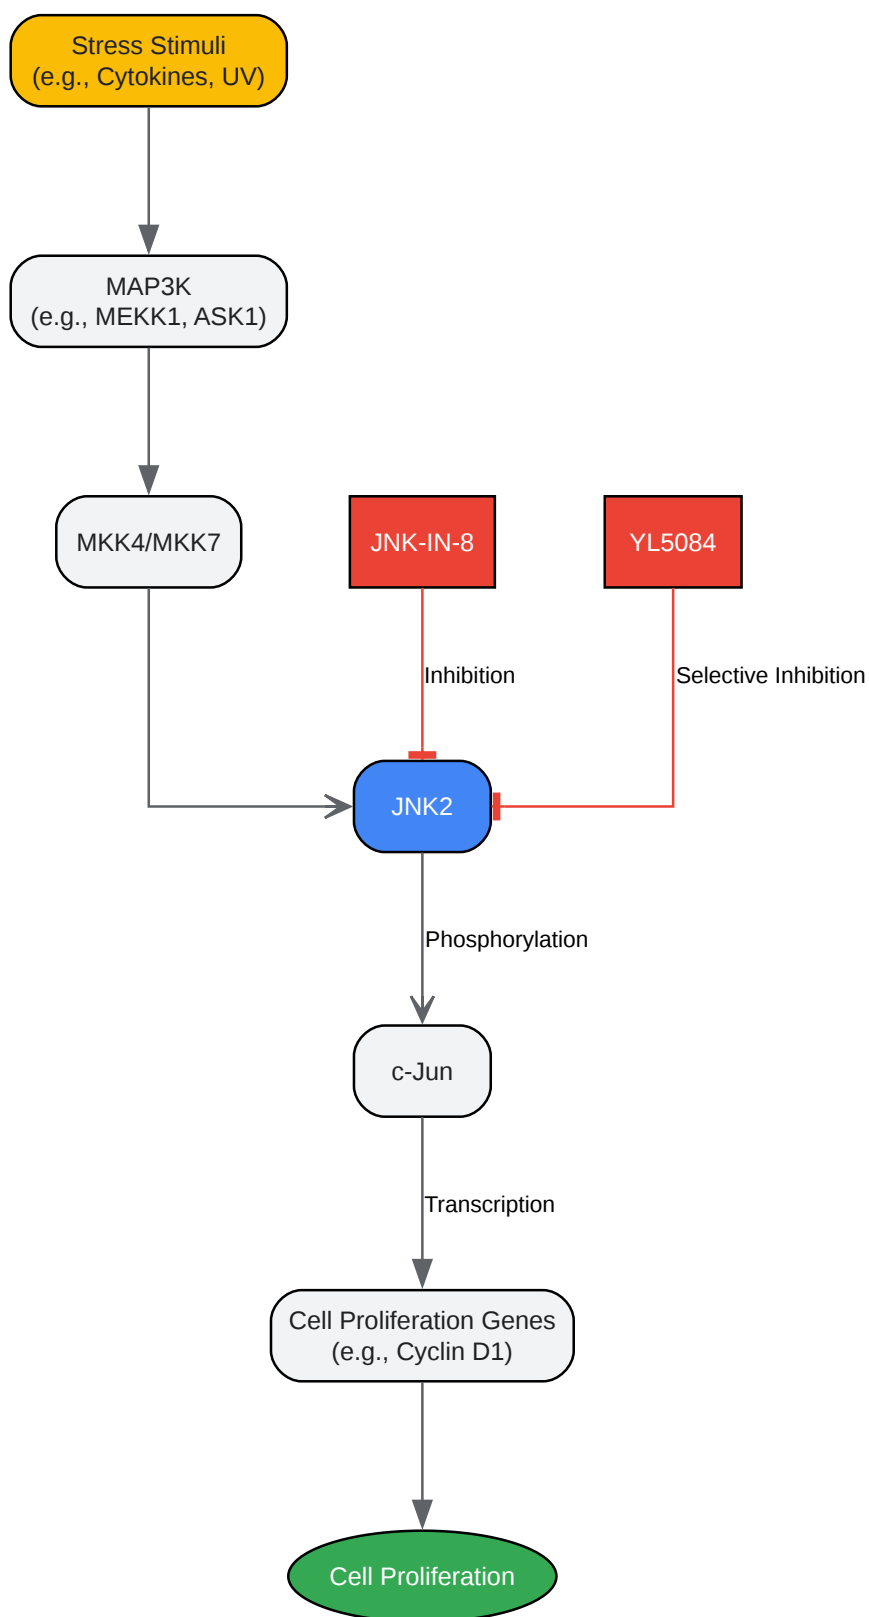 Stress Stimuli
(e.g., Cytokines, UV)
MAP3K
(e.g., MEKK1, ASK1)
MKK4/MKK7
JNK-IN-8
YL5084
Inhibition
Selective Inhibition
JNK2
Phosphorylation
c-Jun
Transcription
Cell Proliferation Genes
(e.g., Cyclin D1)
Cell Proliferation